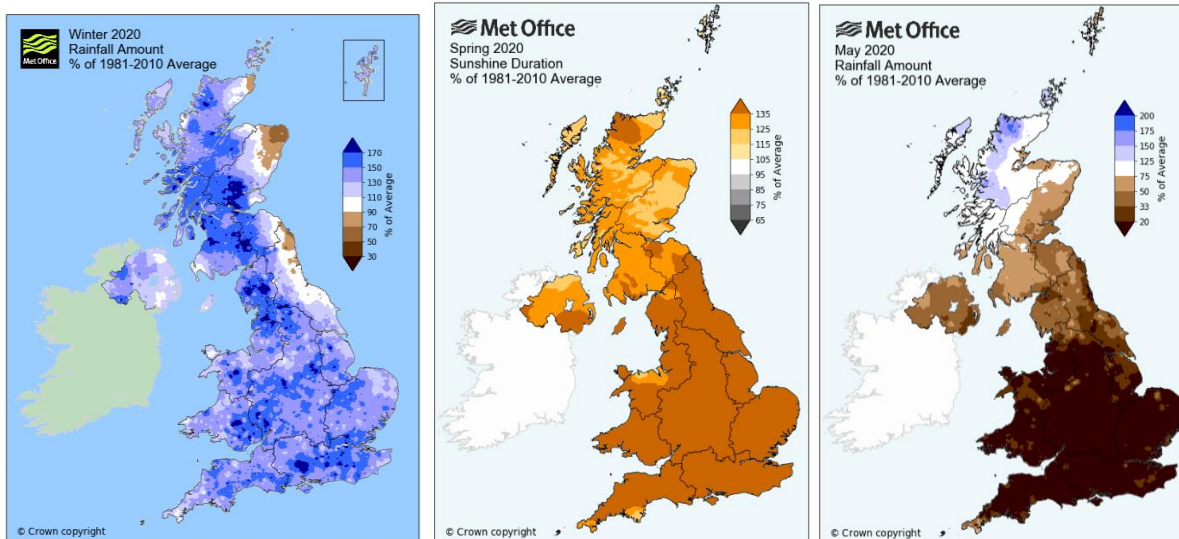 Met Office
Winter 2020
Rainfall Amount
% of 1981-2010 Average
170
150
130
110
90
70
50
30
% of Average
© Crown copyright
Met Office
Spring 2020
Sunshine Duration
% of 1981-2010 Average
135
125
115
105
95
85
75
65
% of Average
© Crown copyright
Met Office
May 2020
Rainfall Amount
% of 1981-2010 Average
200
175
150
125
75
50
33
20
% of Average
© Crown copyright